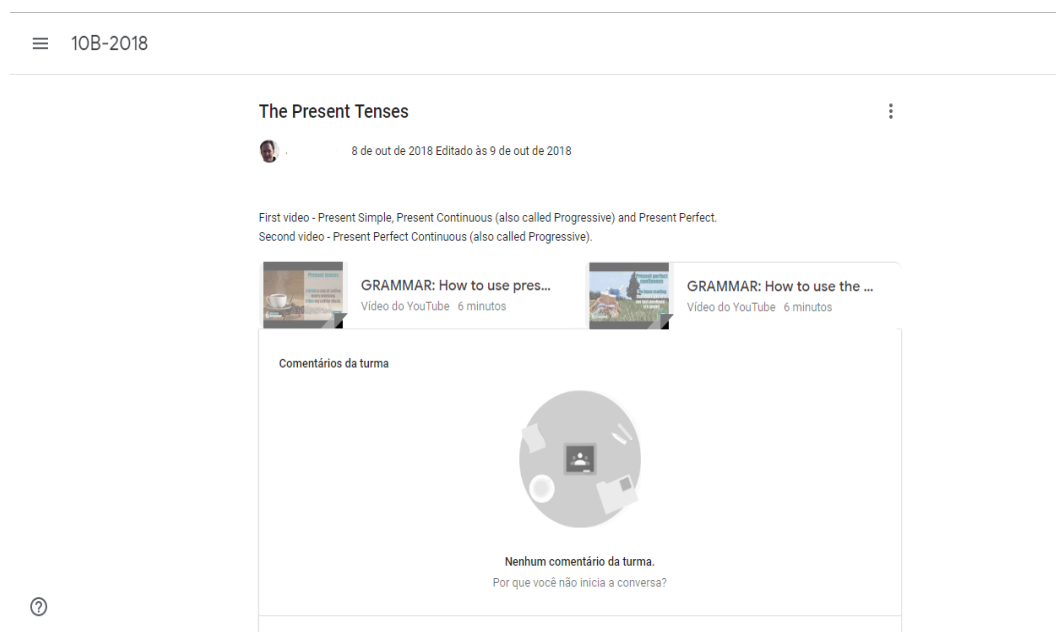 10B-2018
The Present Tenses
8 de out de 2018 Editado às 9 de out de 2018
First video - Present Simple, Present Continuous (also called Progressive) and Present Perfect.
Second video - Present Perfect Continuous (also called Progressive).
GRAMMAR: How to use pres...
Vídeo do YouTube 6 minutos
GRAMMAR: How to use the ...
Vídeo do YouTube 6 minutos
Comentários da turma
Nenhum comentário da turma.
Por que você não inicia a conversa?